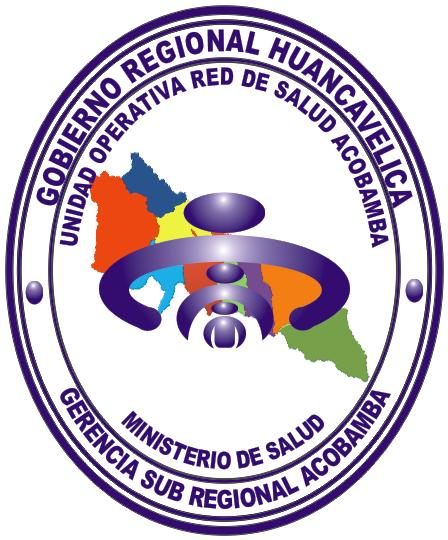 GOBIERNO REGIONAL HUANCAVELICA
UNIDAD OPERATIVA RED DE SALUD ACOBAMBA
MINISTERIO DE SALUD
GERENCIA SUB REGIONAL ACOBAMBA